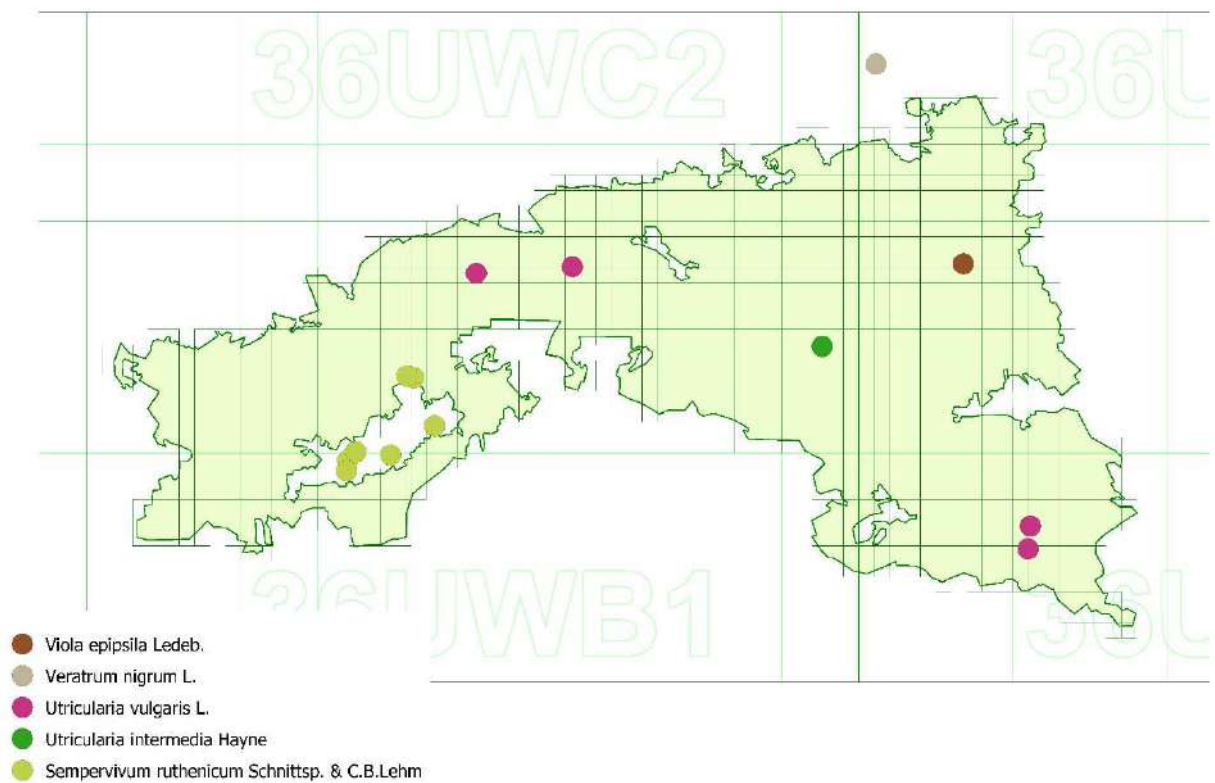 36UWC2
36U
36UWB1
36U
Viola epipsila Ledeb.
Veratrum nigrum L.
Utricularia vulgaris L.
Utricularia intermedia Hayne
Sempervivum ruthenicum Schnittsp. & C.B.Lehm